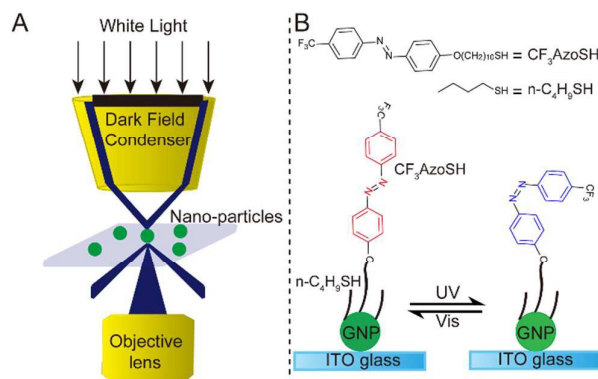 A
White Light
Dark Field
Condenser
Nano-particles
Objective
lens
B
F₃C
N
N
O(CH₂)₁₀SH = CF₃AzoSH
SH = n-C₄H₉SH
F₃C
N
N
CF₃AzoSH
O
n-C₄H₉SH
GNP
ITO glass
UV
Vis
N
N
CF₃
O
GNP
ITO glass